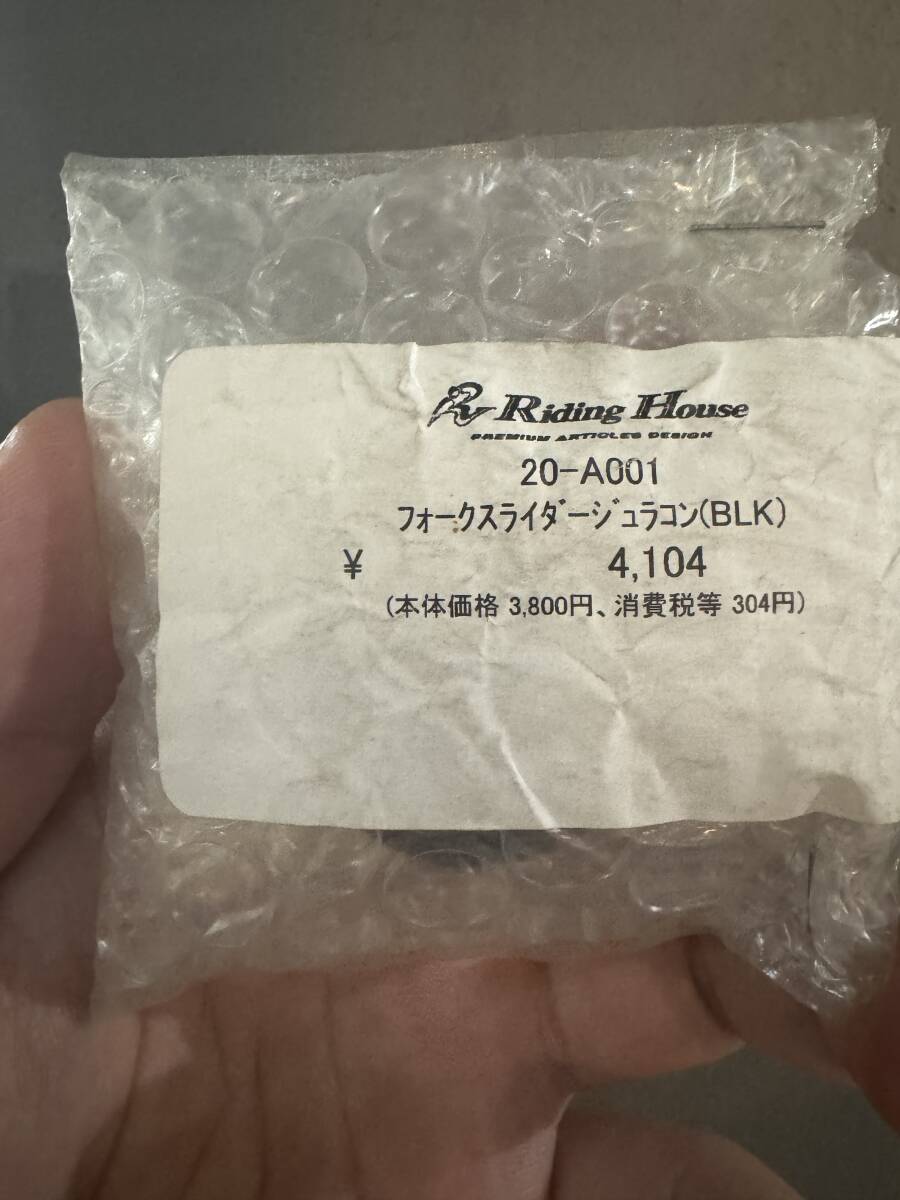 Riding House
PREMIUM ARTICLES DESIGN
20-A001
フォークスライダージュラコン(BLK)
¥ 4,104
(本体価格 3,800円、消費税等 304円)